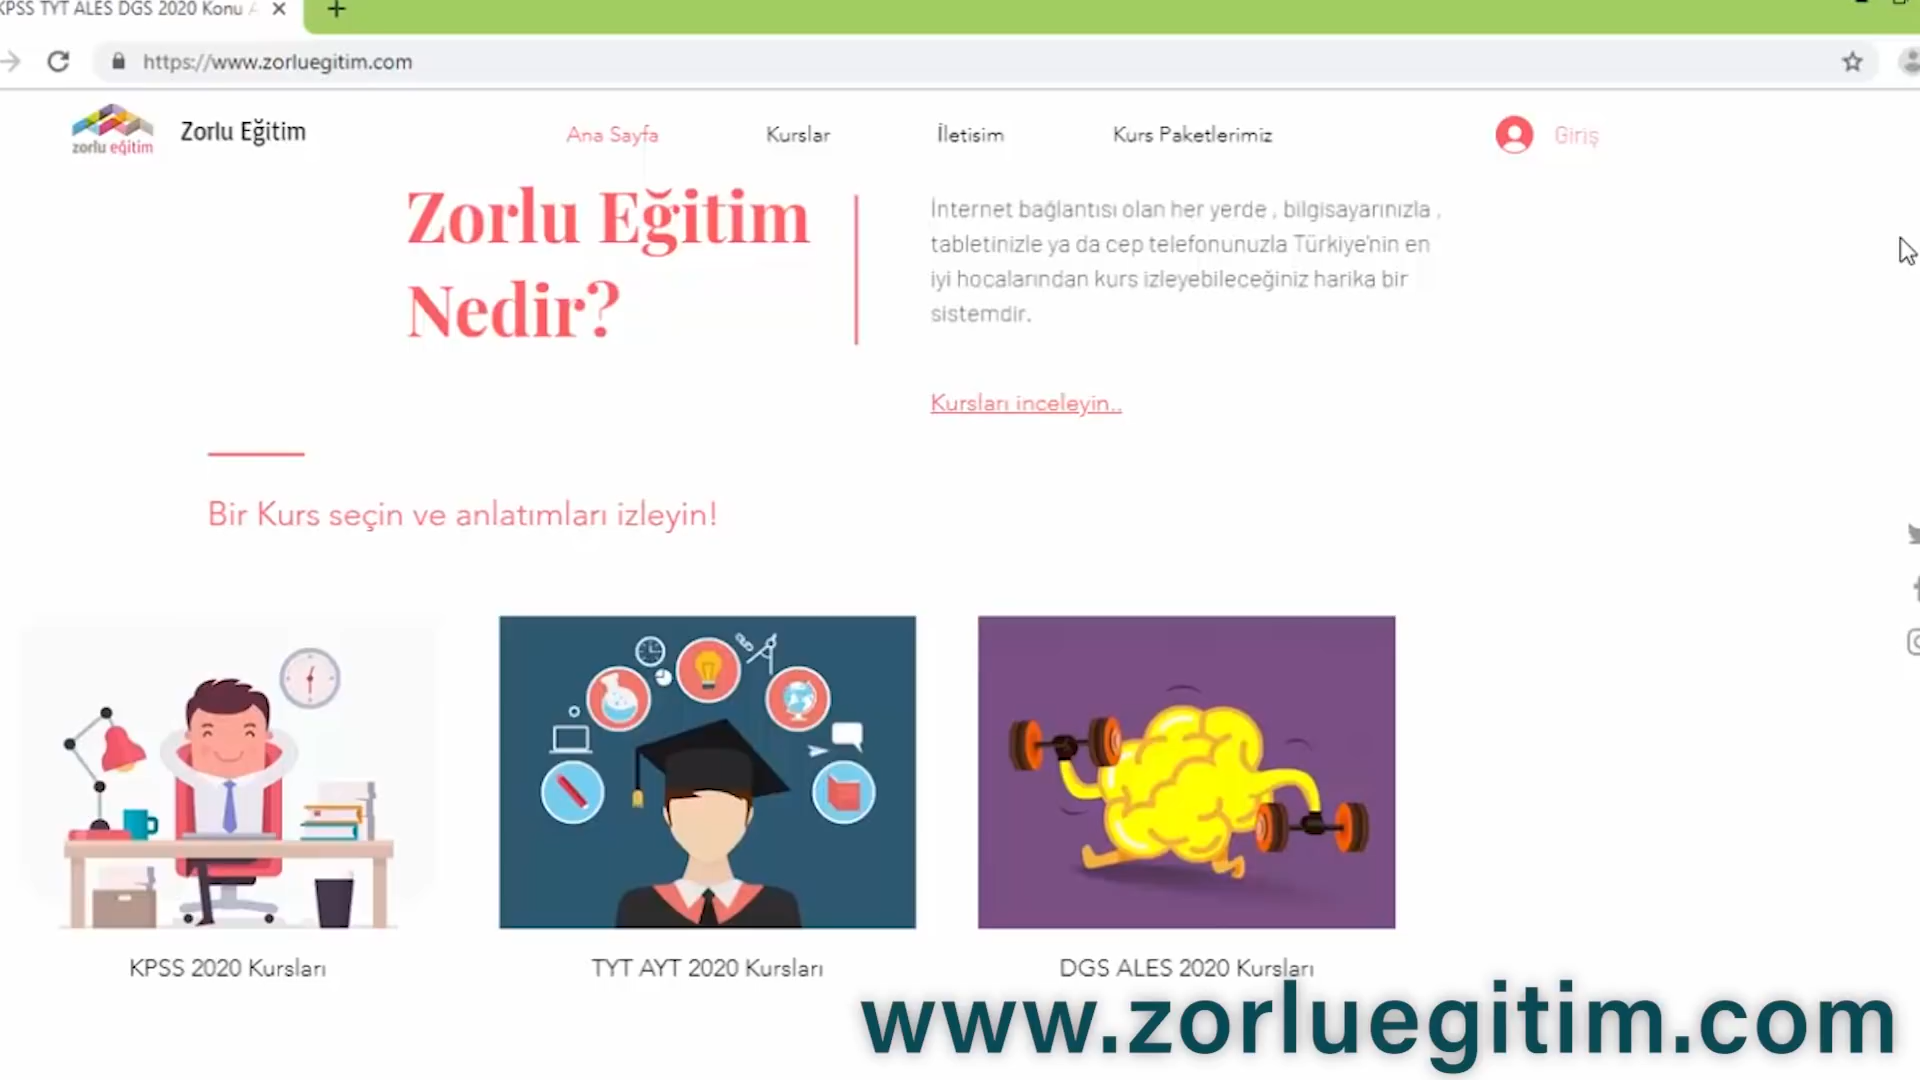 KPSS TYT ALES DGS 2020 Konu
https://www.zorluegitim.com
zorlu eğitim
Zorlu Eğitim
Ana Sayfa
Kurslar
İletisim
Kurs Paketlerimiz
Giriş
Zorlu Eğitim
Nedir?
İnternet bağlantısı olan her yerde , bilgisayarınızla ,
tabletinizle ya da cep telefonunuzla Türkiye'nin en
iyi hocalarından kurs izleyebileceğiniz harika bir
sistemdir.
Kursları inceleyin..
Bir Kurs seçin ve anlatımları izleyin!
KPSS 2020 Kursları
TYT AYT 2020 Kursları
DGS ALES 2020 Kursları
www.zorluegitim.com